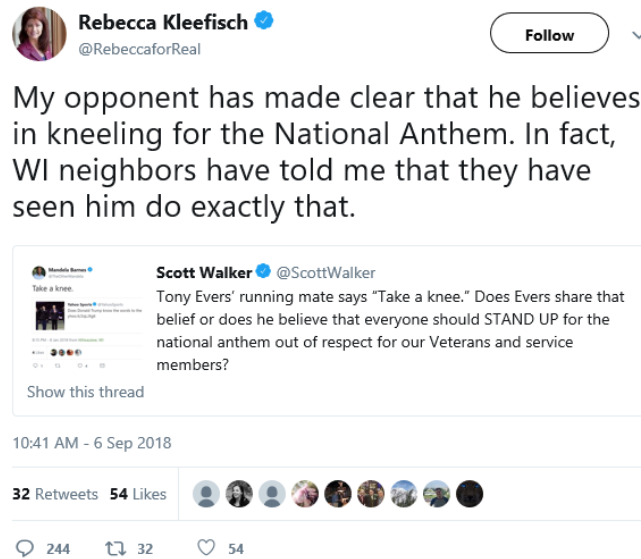 Rebecca Kleefisch
@RebeccaforReal
Follow
My opponent has made clear that he believes
in kneeling for the National Anthem. In fact,
WI neighbors have told me that they have
seen him do exactly that.
Mandela Barnes
Take a knee.
Scott Walker @ScottWalker
Tony Evers' running mate says "Take a knee." Does Evers share that
belief or does he believe that everyone should STAND UP for the
national anthem out of respect for our Veterans and service
members?
Show this thread
10:41 AM - 6 Sep 2018
32 Retweets 54 Likes
244 32 54